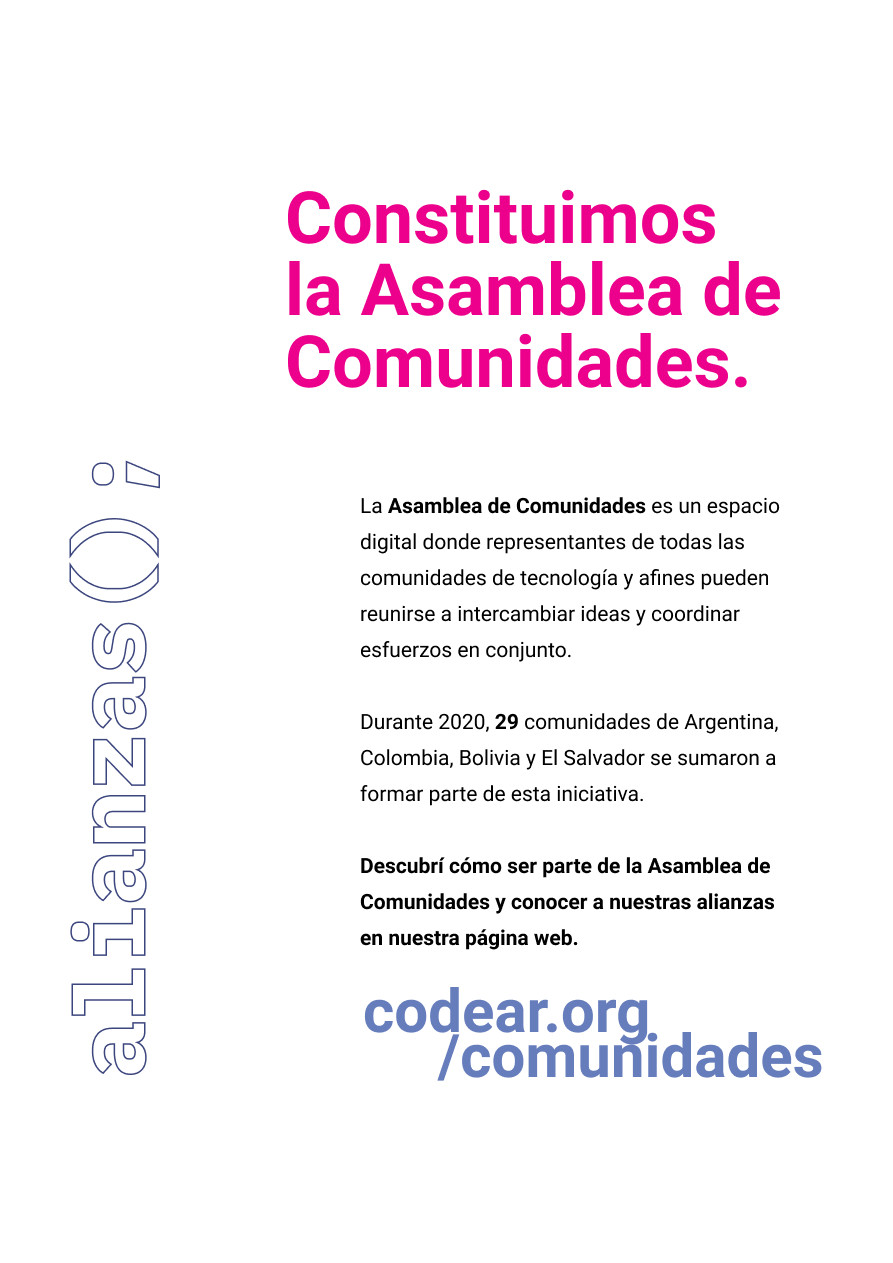 Constituimos
la Asamblea de
Comunidades.
alianzas();
La Asamblea de Comunidades es un espacio
digital donde representantes de todas las
comunidades de tecnología y afines pueden
reunirse a intercambiar ideas y coordinar
esfuerzos en conjunto.
Durante 2020, 29 comunidades de Argentina,
Colombia, Bolivia y El Salvador se sumaron a
formar parte de esta iniciativa.
Descubrí cómo ser parte de la Asamblea de
Comunidades y conocer a nuestras alianzas
en nuestra página web.
codear.org
/comunidades